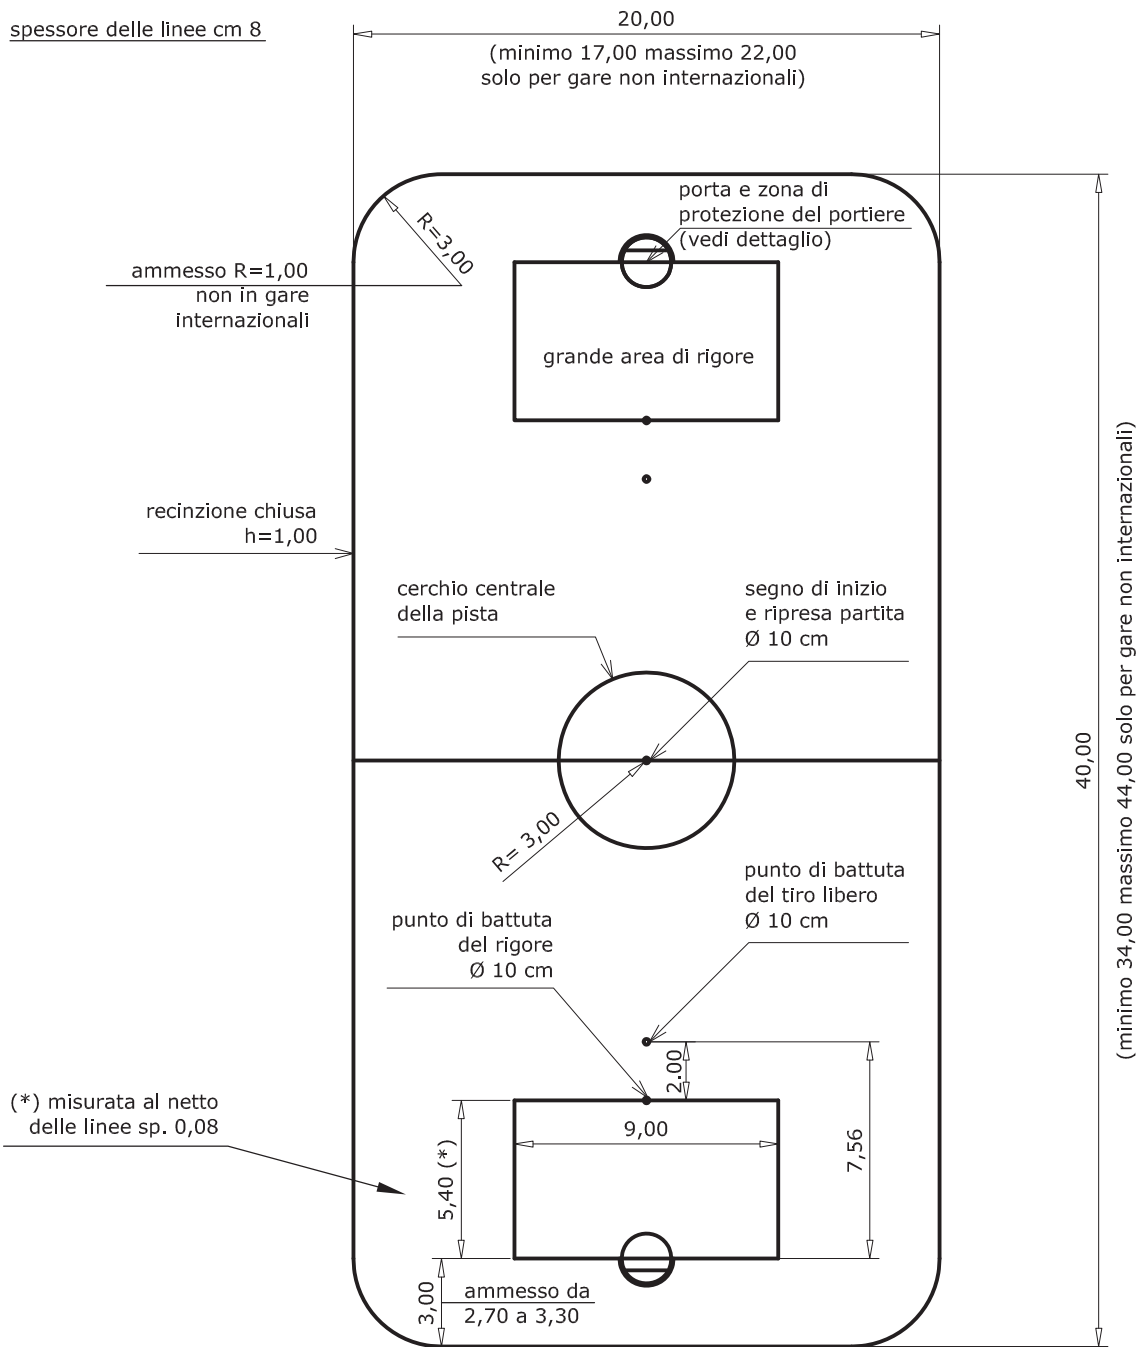 spessore delle linee cm 8
20,00
(minimo 17,00 massimo 22,00
solo per gare non internazionali)
porta e zona di
protezione del portiere
(vedi dettaglio)
R=3,00
ammesso R=1,00
non in gare
internazionali
grande area di rigore
recinzione chiusa
h=1,00
cerchio centrale
della pista
segno di inizio
e ripresa partita
Ø 10 cm
40,00
(minimo 34,00 massimo 44,00 solo per gare non internazionali)
R= 3,00
punto di battuta
del tiro libero
Ø 10 cm
punto di battuta
del rigore
Ø 10 cm
2.00
(*) misurata al netto
delle linee sp. 0,08
9,00
5,40 (*)
7,56
3,00
ammesso da
2,70 a 3,30